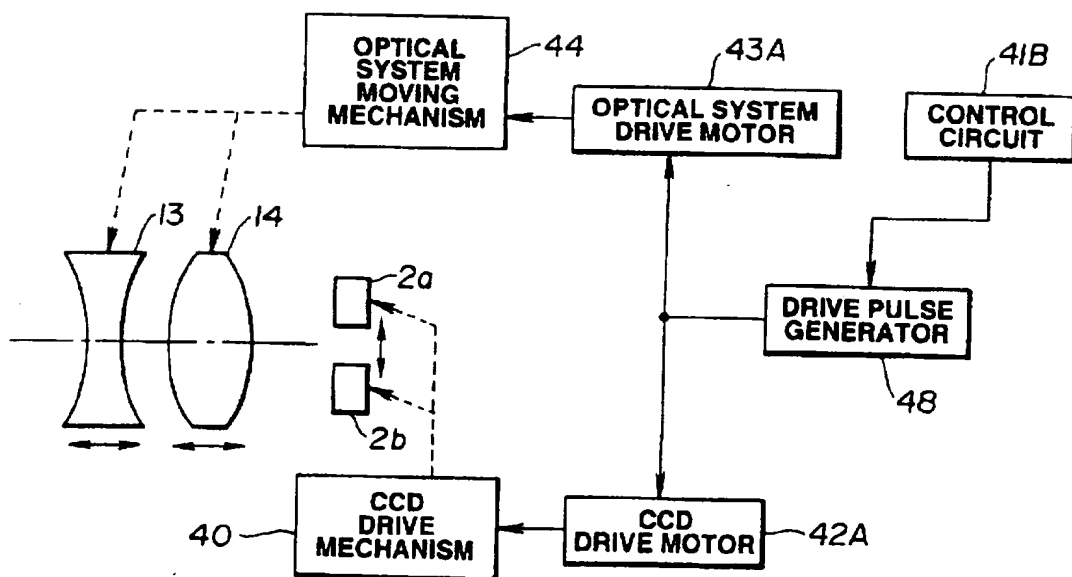 44
OPTICAL
SYSTEM
MOVING
MECHANISM
43A
OPTICAL SYSTEM
DRIVE MOTOR
41B
CONTROL
CIRCUIT
13
14
2a
2b
DRIVE PULSE
GENERATOR
48
40
CCD
DRIVE
MECHANISM
CCD
DRIVE MOTOR
42A